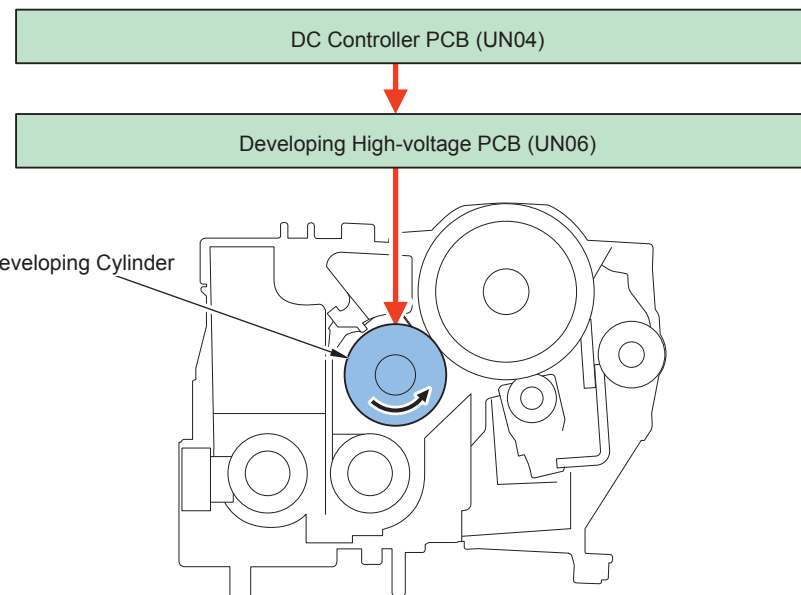 DC Controller PCB (UN04)
Developing High-voltage PCB (UN06)
eveloping Cylinder